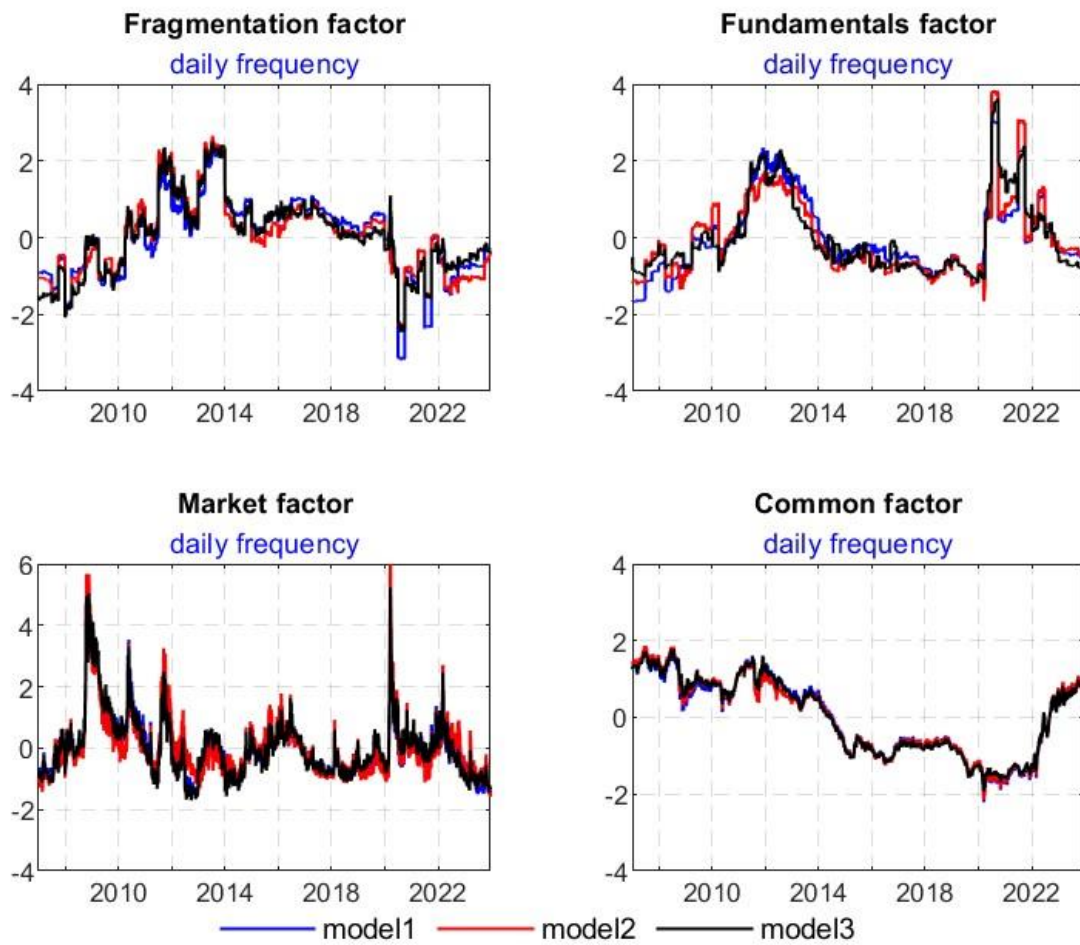 Fragmentation factor
daily frequency
4
2
0
-2
-4
2010 2014 2018 2022
Fundamentals factor
daily frequency
4
2
0
-2
-4
2010 2014 2018 2022
Market factor
daily frequency
6
4
2
0
-2
-4
2010 2014 2018 2022
Common factor
daily frequency
4
2
0
-2
-4
2010 2014 2018 2022
model1 model2 model3